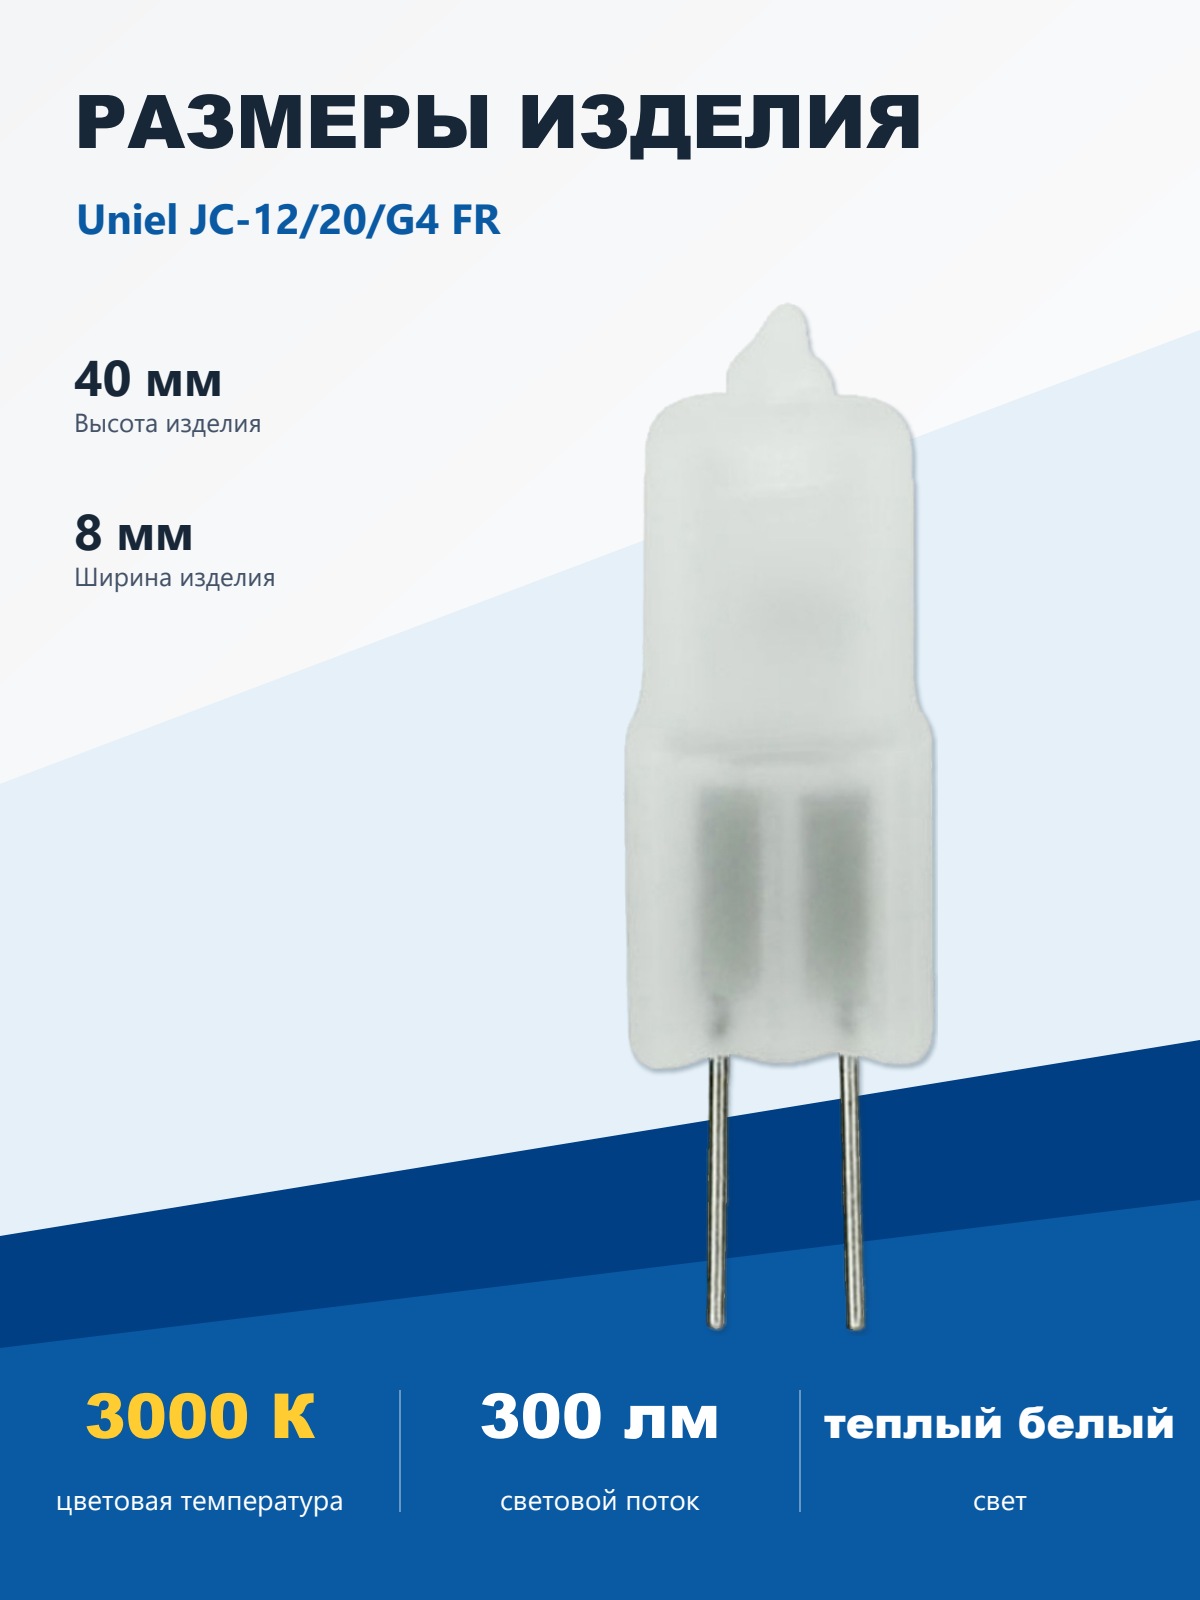 РАЗМЕРЫ ИЗДЕЛИЯ
Uniel JC-12/20/G4 FR
40 мм
Высота изделия
8 мм
Ширина изделия
3000 К
цветовая температура
300 лм
световой поток
теплый белый
свет